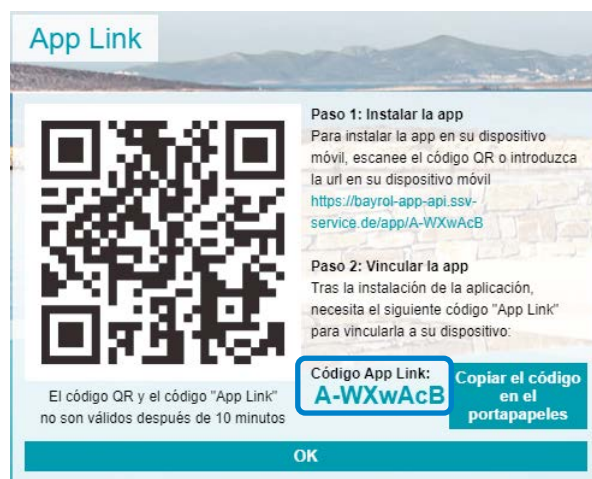 App Link
Paso 1: Instalar la app
Para instalar la app en su dispositivo
móvil, escanee el código QR o introduzca
la url en su dispositivo móvil
https://bayrol-app-api.ssv-
service.de/app/A-WXwAcB
Paso 2: Vincular la app
Tras la instalación de la aplicación,
necesita el siguiente código "App Link"
para vincularla a su dispositivo:
El código QR y el código "App Link"
no son válidos después de 10 minutos
Código App Link:
A-WXwAcB
Copiar el código
en el
portapapeles
OK